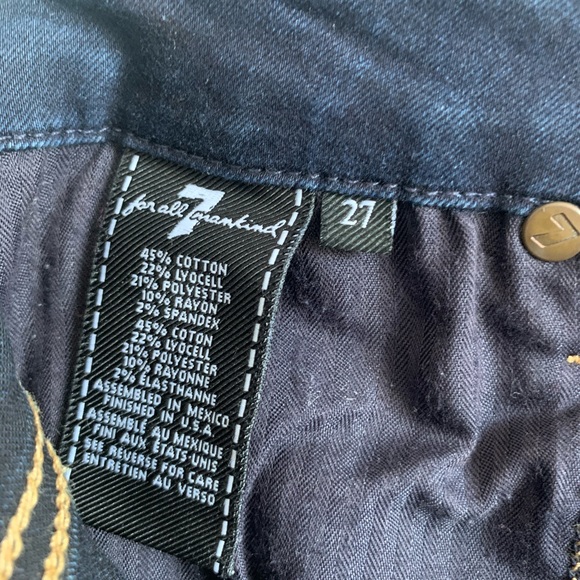 7
for all mankind
27
45% COTTON
22% LYOCELL
21% POLYESTER
10% RAYON
2% SPANDEX
45% COTON
22% LYOCELL
21% POLYESTER
10% RAYONNE
2% ÉLASTHANNE
ASSEMBLED IN MEXICO
FINISHED IN U.S.A
ASSEMBLÉ AU MEXIQUE
FINI AUX ÉTATS-UNIS
SEE REVERSE FOR CARE
ENTRETIEN AU VERSO